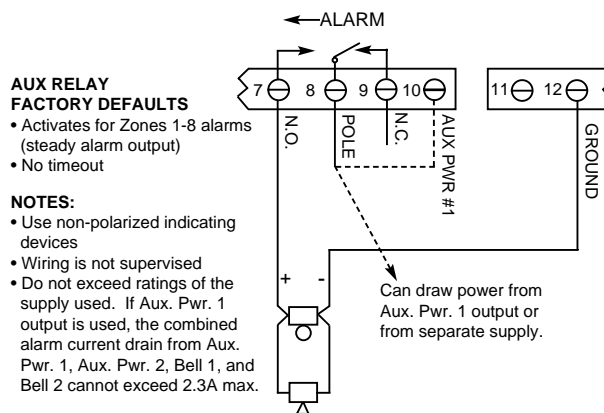 ALARM
7 8 9 10 11 12
N.O.
POLE
N.C.
AUX PWR #1
GROUND
AUX RELAY
FACTORY DEFAULTS
• Activates for Zones 1-8 alarms
(steady alarm output)
• No timeout
NOTES:
• Use non-polarized indicating
devices
• Wiring is not supervised
• Do not exceed ratings of the
supply used. If Aux. Pwr. 1
output is used, the combined
alarm current drain from Aux.
Pwr. 1, Aux. Pwr. 2, Bell 1, and
Bell 2 cannot exceed 2.3A max.
+ -
Can draw power from
Aux. Pwr. 1 output or
from separate supply.